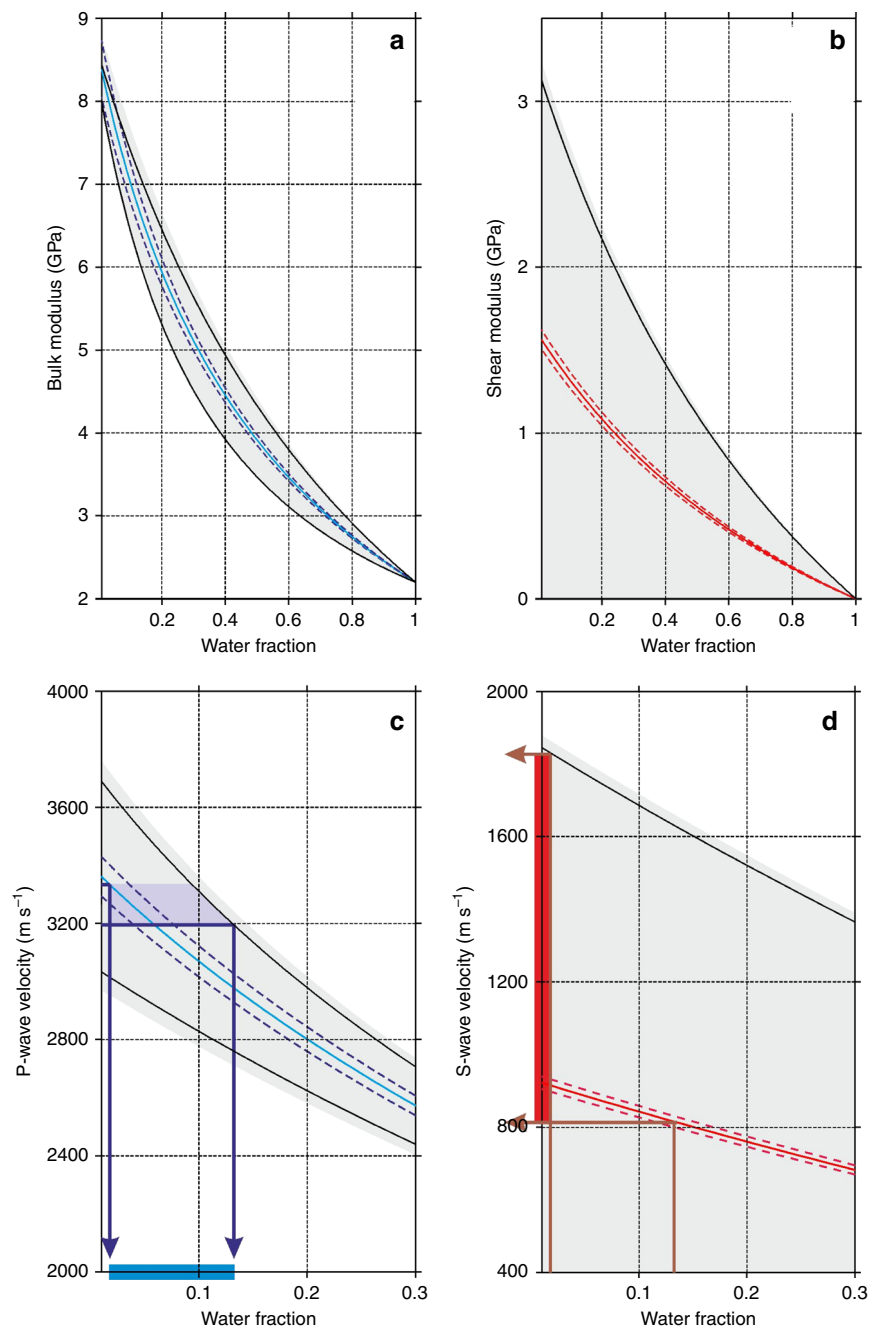 a
9
8
7
6
5
4
3
2
Bulk modulus (GPa)
0.2 0.4 0.6 0.8 1
Water fraction
b
3
2
1
0
Shear modulus (GPa)
0.2 0.4 0.6 0.8 1
Water fraction
c
4000
3600
3200
2800
2400
2000
P-wave velocity (m s⁻¹)
0.1 0.2 0.3
Water fraction
d
2000
1600
1200
800
400
S-wave velocity (m s⁻¹)
0.1 0.2 0.3
Water fraction